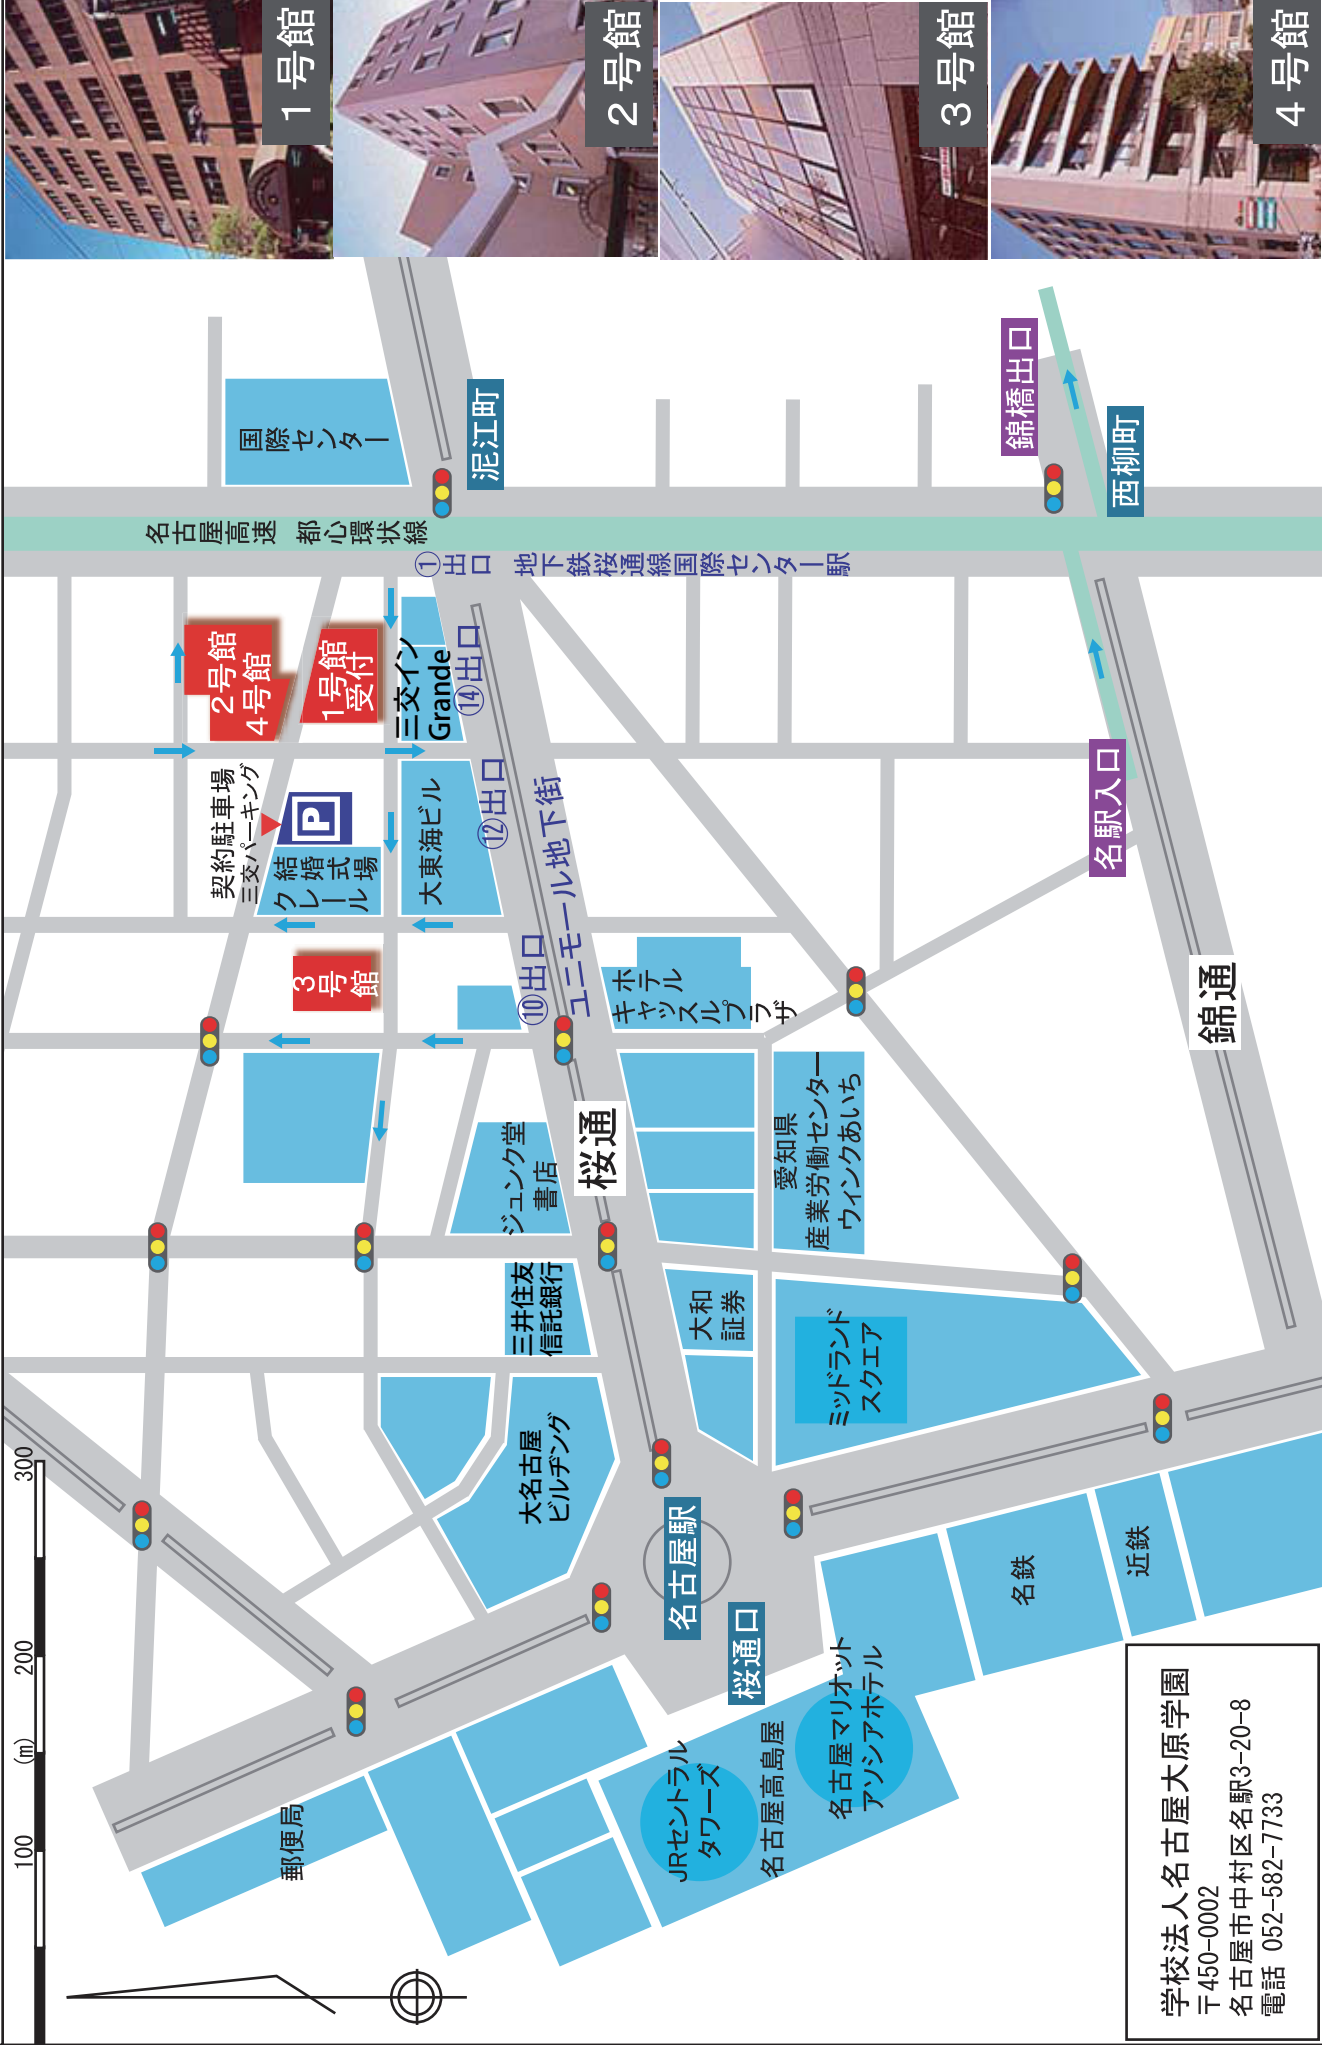 300
200
(m)
100
郵便局
JRセントラル
タワーズ
名古屋高島屋
名古屋マリオット
アソシアホテル
名鉄
近鉄
桜通口
名古屋駅
大名古屋
ビルヂング
三井住友
信託銀行
大和
証券
ミッドランド
スクエア
ジュンク堂
書店
桜通
愛知県
産業労働センター
ウィンクあいち
ホテル
キャッスルプラザ
錦通
3号館
⑩出口
ユニモール地下街
⑫出口
⑭出口
契約駐車場
三交パーキング
P
結婚式場
クレール
大東海ビル
2号館
4号館
1号館
受付
三交イン
Grande
名駅入口
名古屋高速 都心環状線
①出口 地下鉄桜通線国際センター駅
国際センター
泥江町
錦橋出口
西柳町
1号館
2号館
3号館
4号館
学校法人名古屋大原学園
〒450-0002
名古屋市中村区名駅3-20-8
電話 052-582-7733